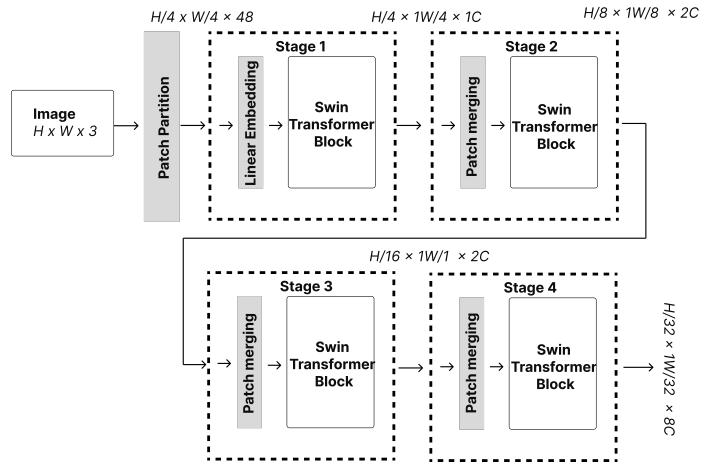 H/4 x W/4 × 48
H/4 × 1W/4 × 1C
H/8 × 1W/8 × 2C
Image
H x W x 3
Patch Partition
Stage 1
Linear Embedding
Swin
Transformer
Block
Stage 2
Patch merging
Swin
Transformer
Block
H/16 × 1W/1 × 2C
Stage 3
Patch merging
Swin
Transformer
Block
Stage 4
Patch merging
Swin
Transformer
Block
H/32 × 1W/32 × 8C